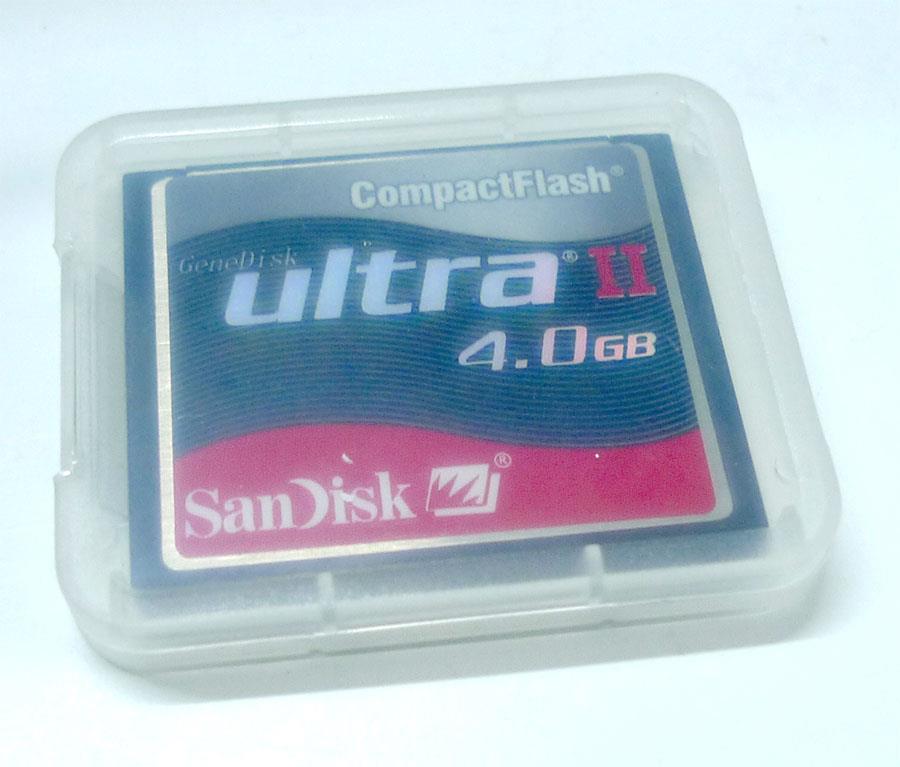 CompactFlash®
GeneDisk
ultra® II
4.0GB
SanDisk ®